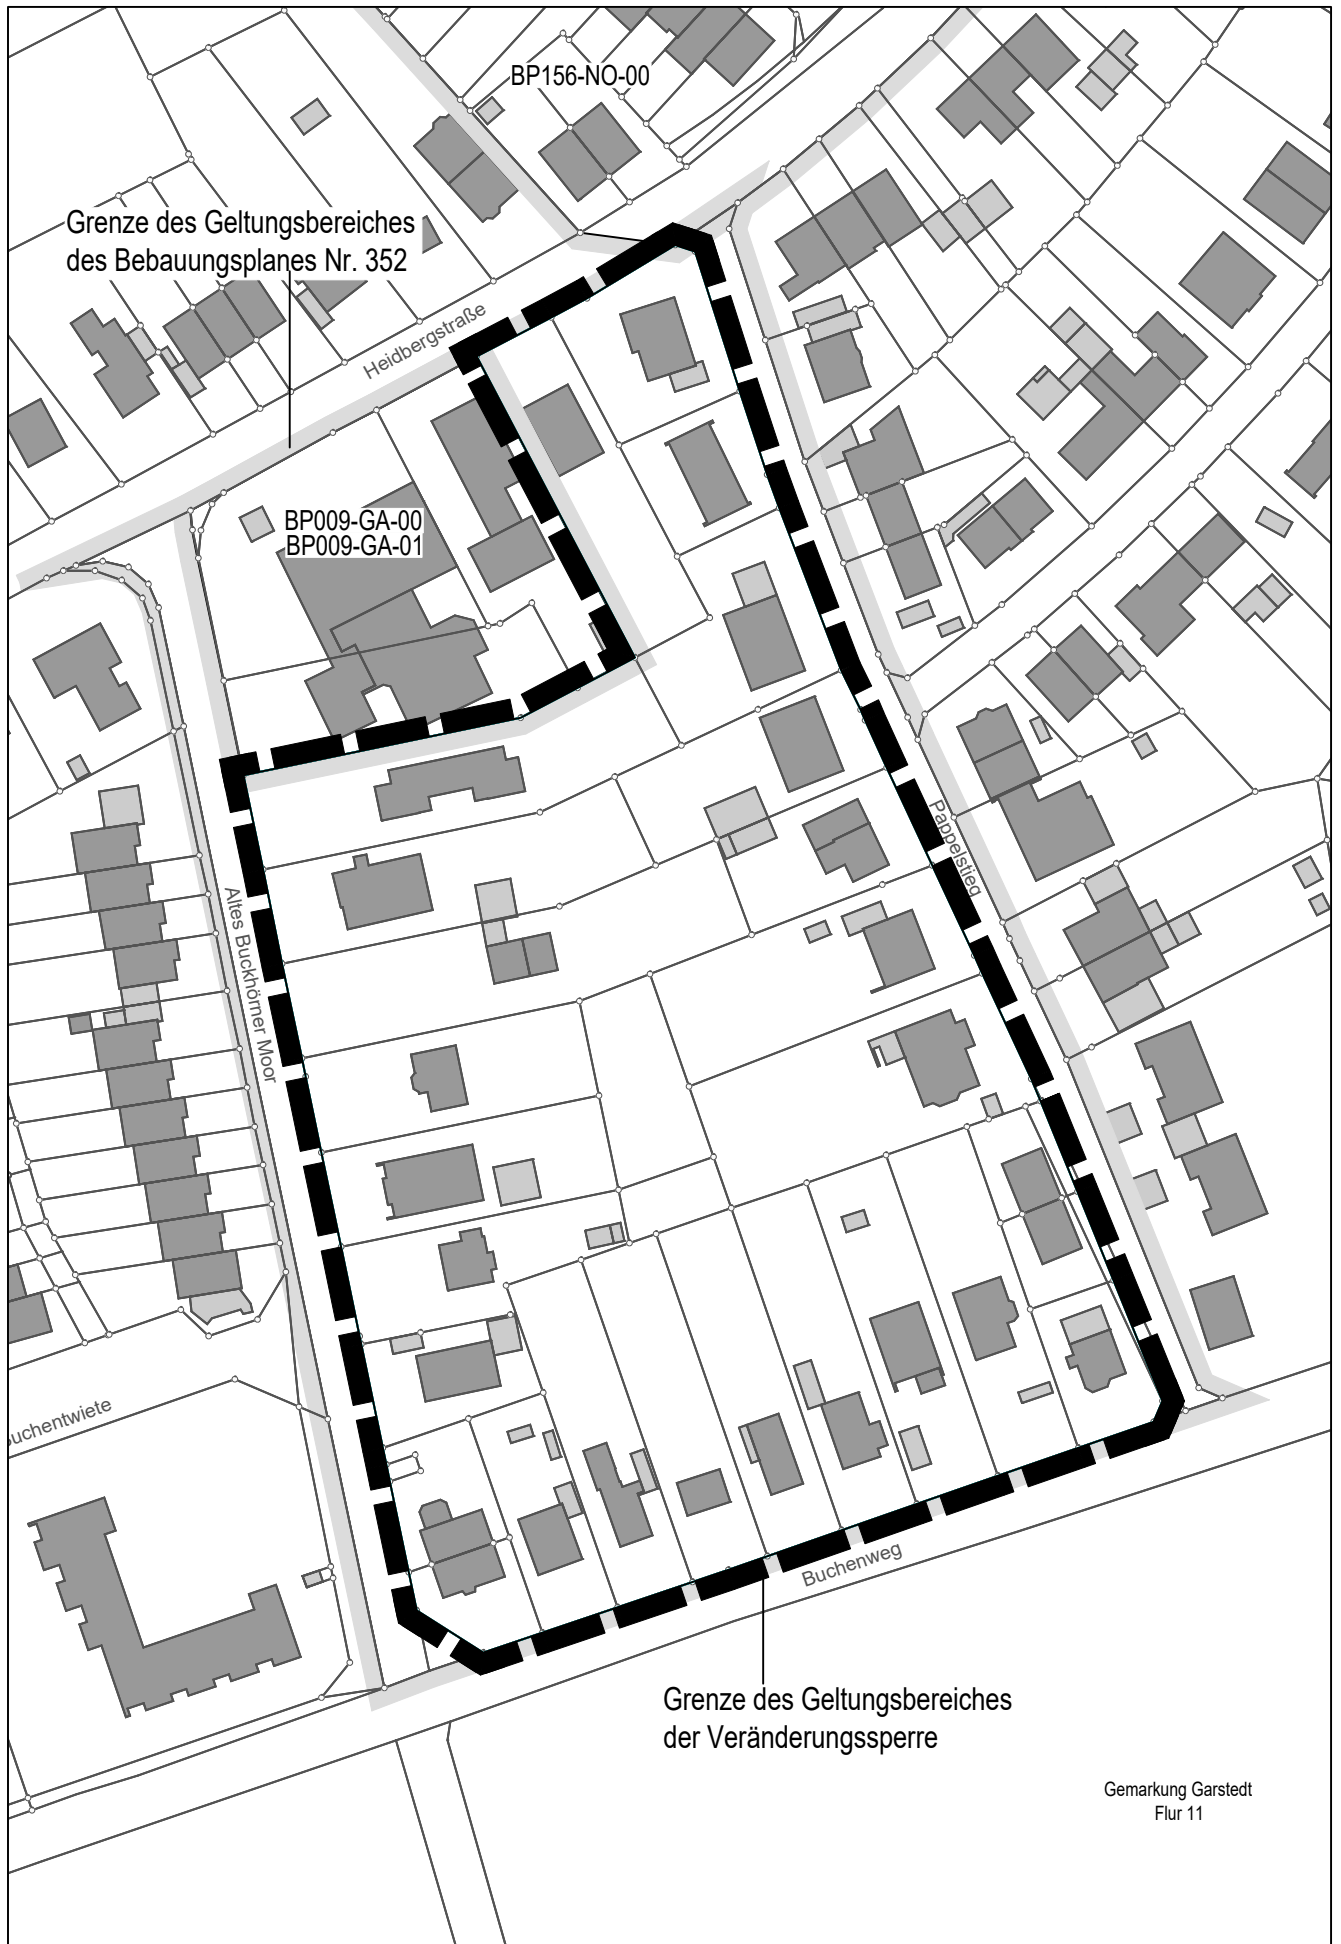 BP156-NO-00
Grenze des Geltungsbereiches
des Bebauungsplanes Nr. 352
Heidbergstraße
BP009-GA-00
BP009-GA-01
Pappelstieg
Altes Buckhörner Moor
uchentwiete
Buchenweg
Grenze des Geltungsbereiches
der Veränderungssperre
Gemarkung Garstedt
Flur 11